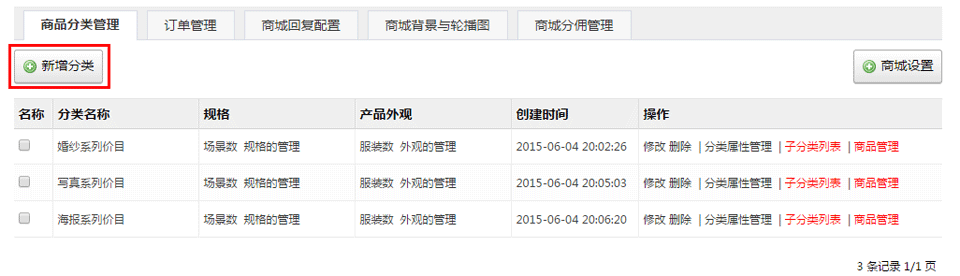 商品分类管理 订单管理 商城回复配置 商城背景与轮播图 商城分佣管理
新增分类 商城设置
名称 分类名称 规格 产品外观 创建时间 操作
婚纱系列价目 场景数 规格的管理 服装数 外观的管理 2015-06-04 20:02:26 修改 删除 | 分类属性管理 | 子分类列表 | 商品管理
写真系列价目 场景数 规格的管理 服装数 外观的管理 2015-06-04 20:05:03 修改 删除 | 分类属性管理 | 子分类列表 | 商品管理
海报系列价目 场景数 规格的管理 服装数 外观的管理 2015-06-04 20:06:20 修改 删除 | 分类属性管理 | 子分类列表 | 商品管理
3 条记录 1/1 页